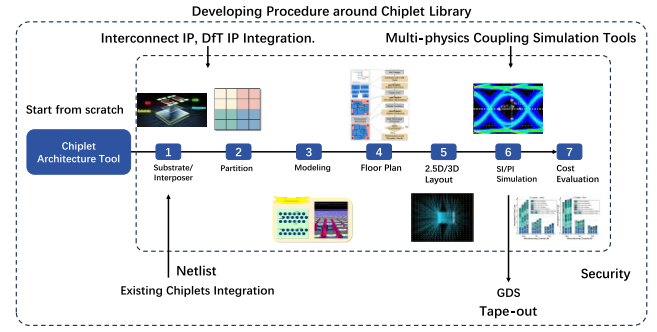 Developing Procedure around Chiplet Library
Interconnect IP, DfT IP Integration.
Multi-physics Coupling Simulation Tools
Start from scratch
Chiplet
Architecture Tool
1
2
3
4
5
6
7
Substrate/
Interposer
Partition
Modeling
Floor Plan
2.5D/3D
Layout
SI/PI
Simulation
Cost
Evaluation
Netlist
Existing Chiplets Integration
Security
GDS
Tape-out